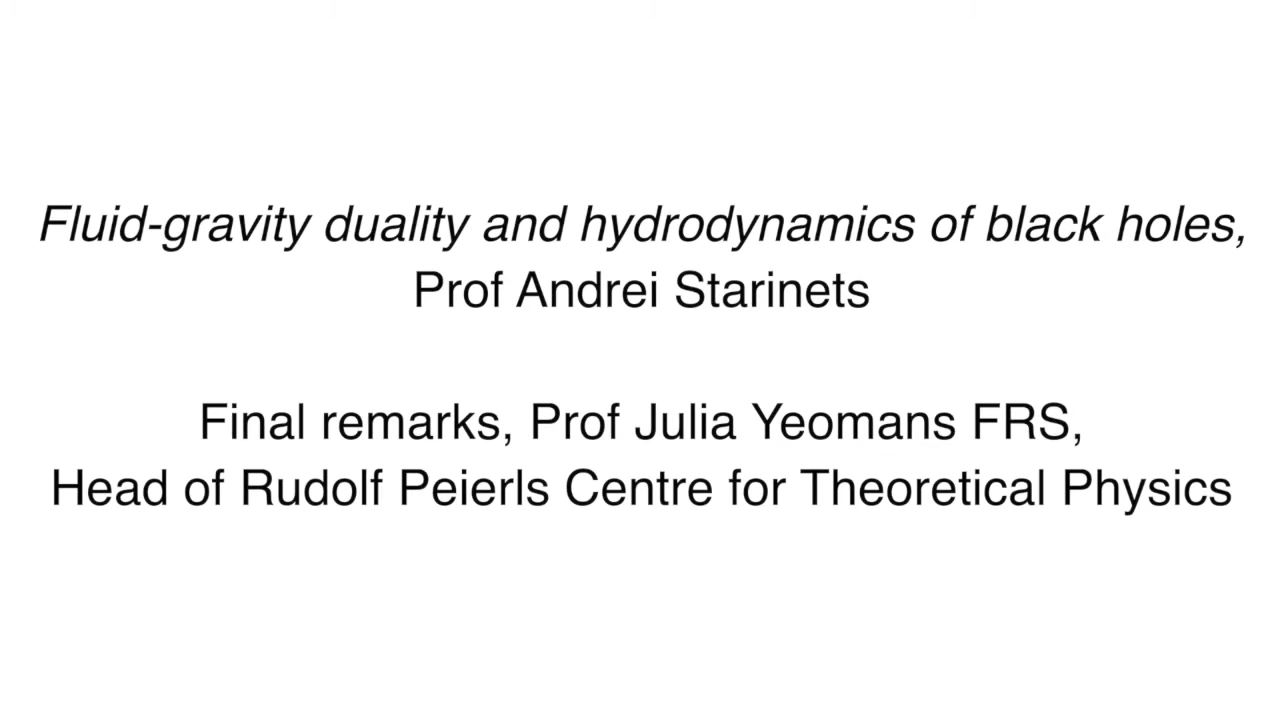 Fluid-gravity duality and hydrodynamics of black holes,
Prof Andrei Starinets
Final remarks, Prof Julia Yeomans FRS,
Head of Rudolf Peierls Centre for Theoretical Physics